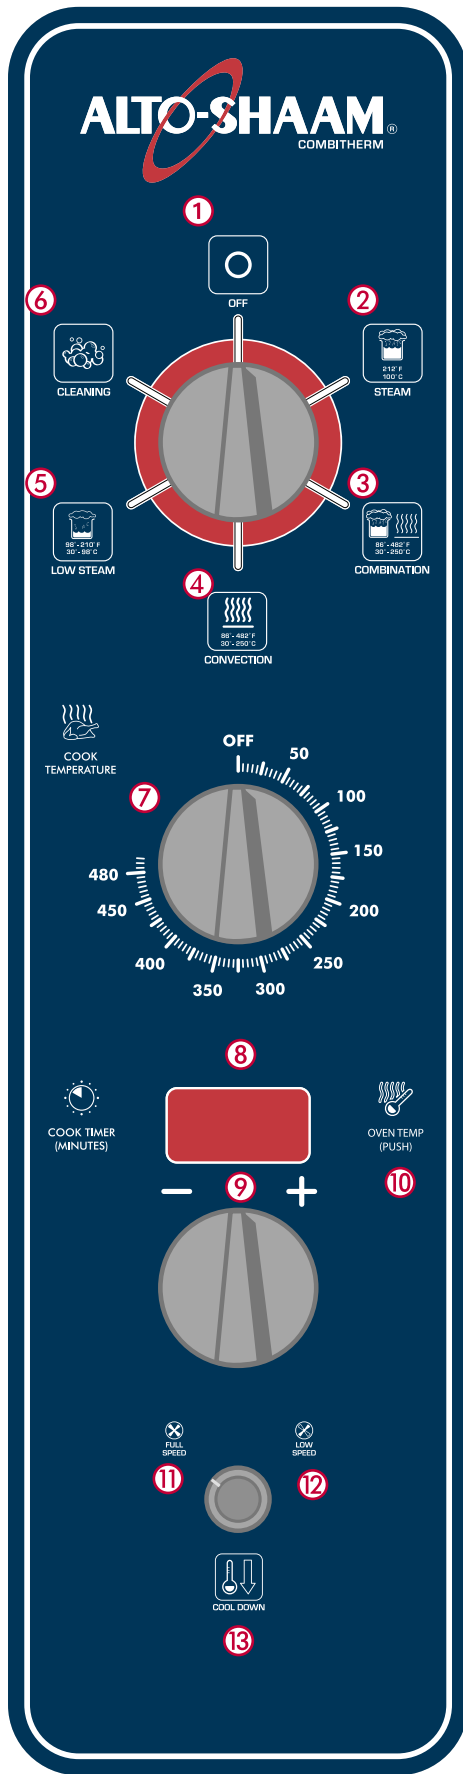 ALTO-SHAAM®
COMBITHERM
1
OFF
6
2
CLEANING
212° F
100° C
STEAM
5
3
98°-210° F
30°-98° C
LOW STEAM
86°-482° F
30°-250° C
COMBINATION
4
86°-482° F
30°-250° C
CONVECTION
COOK
TEMPERATURE
7
OFF
50
100
150
200
250
300
350
400
450
480
8
COOK TIMER
(MINUTES)
OVEN TEMP
(PUSH)
10
− 9 +
FULL
SPEED
11
LOW
SPEED
12
COOL DOWN
13